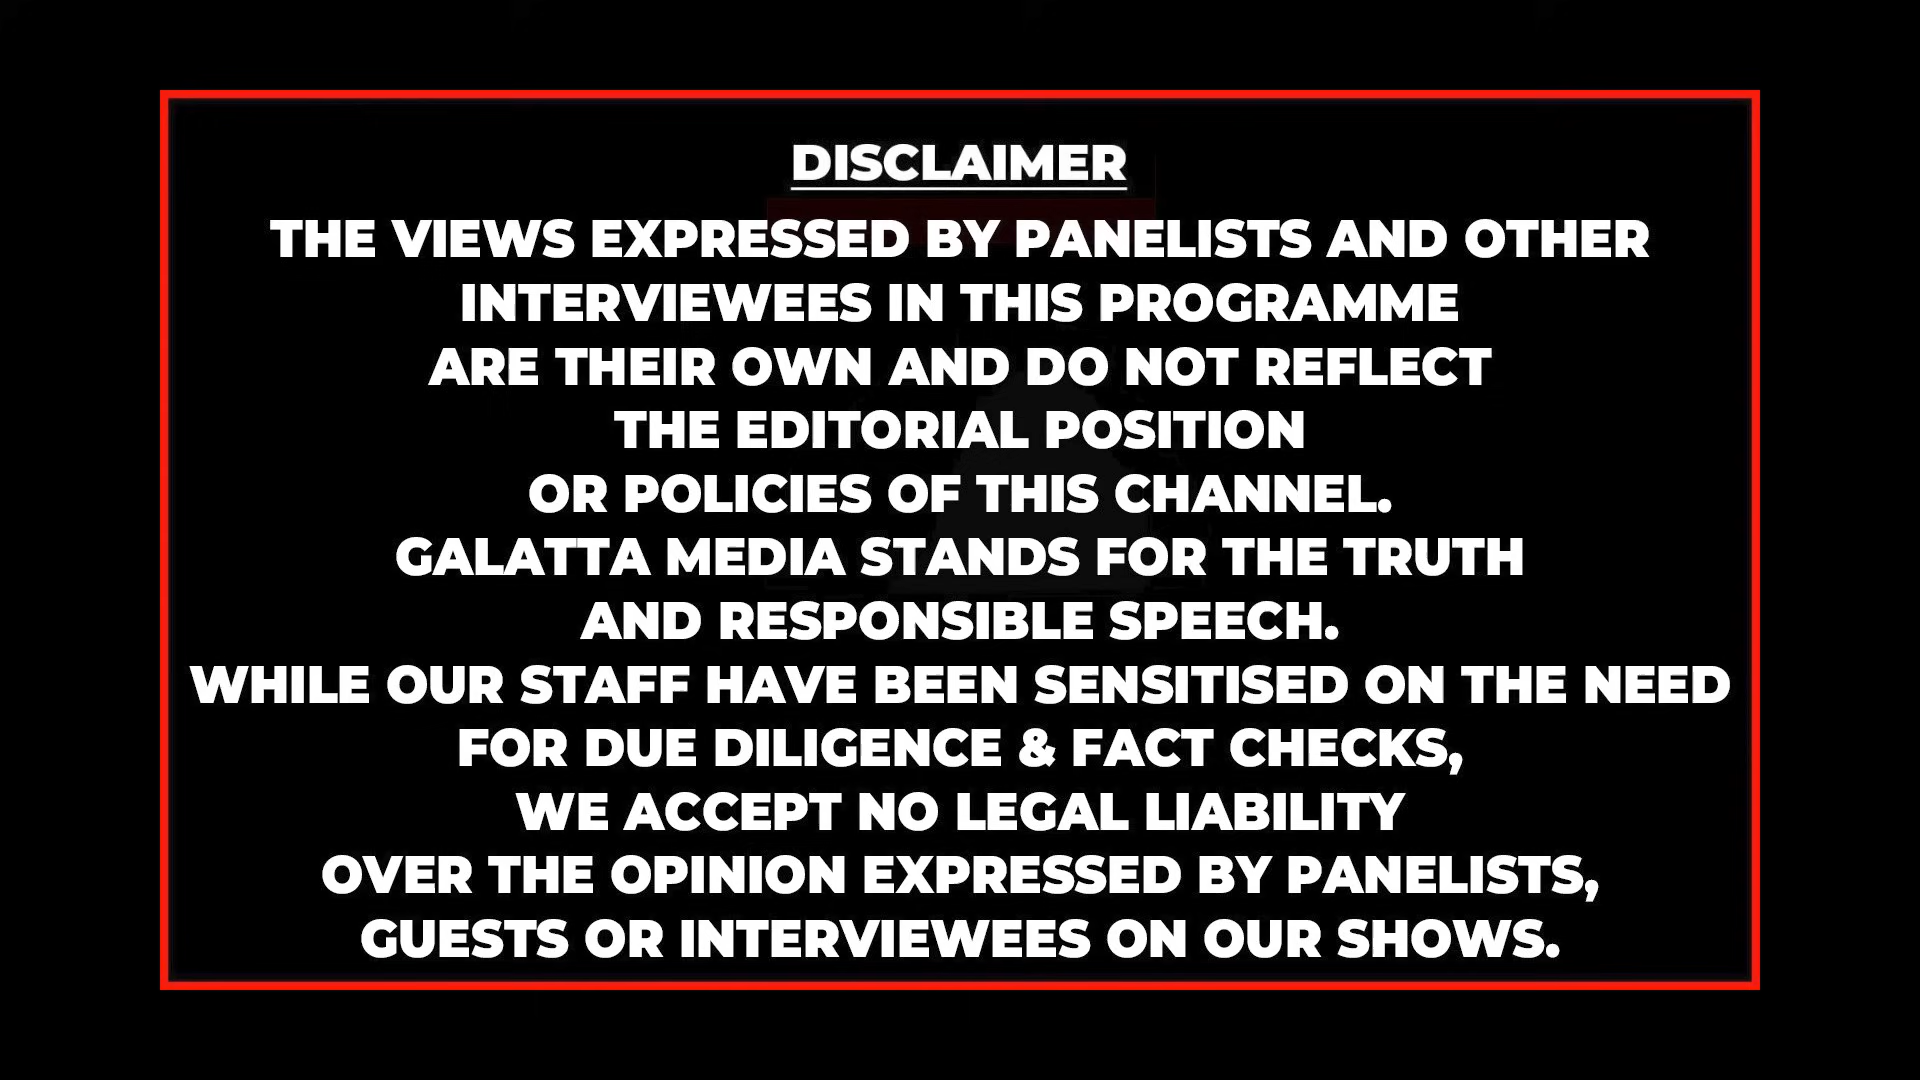 DISCLAIMER
THE VIEWS EXPRESSED BY PANELISTS AND OTHER
INTERVIEWEES IN THIS PROGRAMME
ARE THEIR OWN AND DO NOT REFLECT
THE EDITORIAL POSITION
OR POLICIES OF THIS CHANNEL.
GALATTA MEDIA STANDS FOR THE TRUTH
AND RESPONSIBLE SPEECH.
WHILE OUR STAFF HAVE BEEN SENSITISED ON THE NEED
FOR DUE DILIGENCE & FACT CHECKS,
WE ACCEPT NO LEGAL LIABILITY
OVER THE OPINION EXPRESSED BY PANELISTS,
GUESTS OR INTERVIEWEES ON OUR SHOWS.